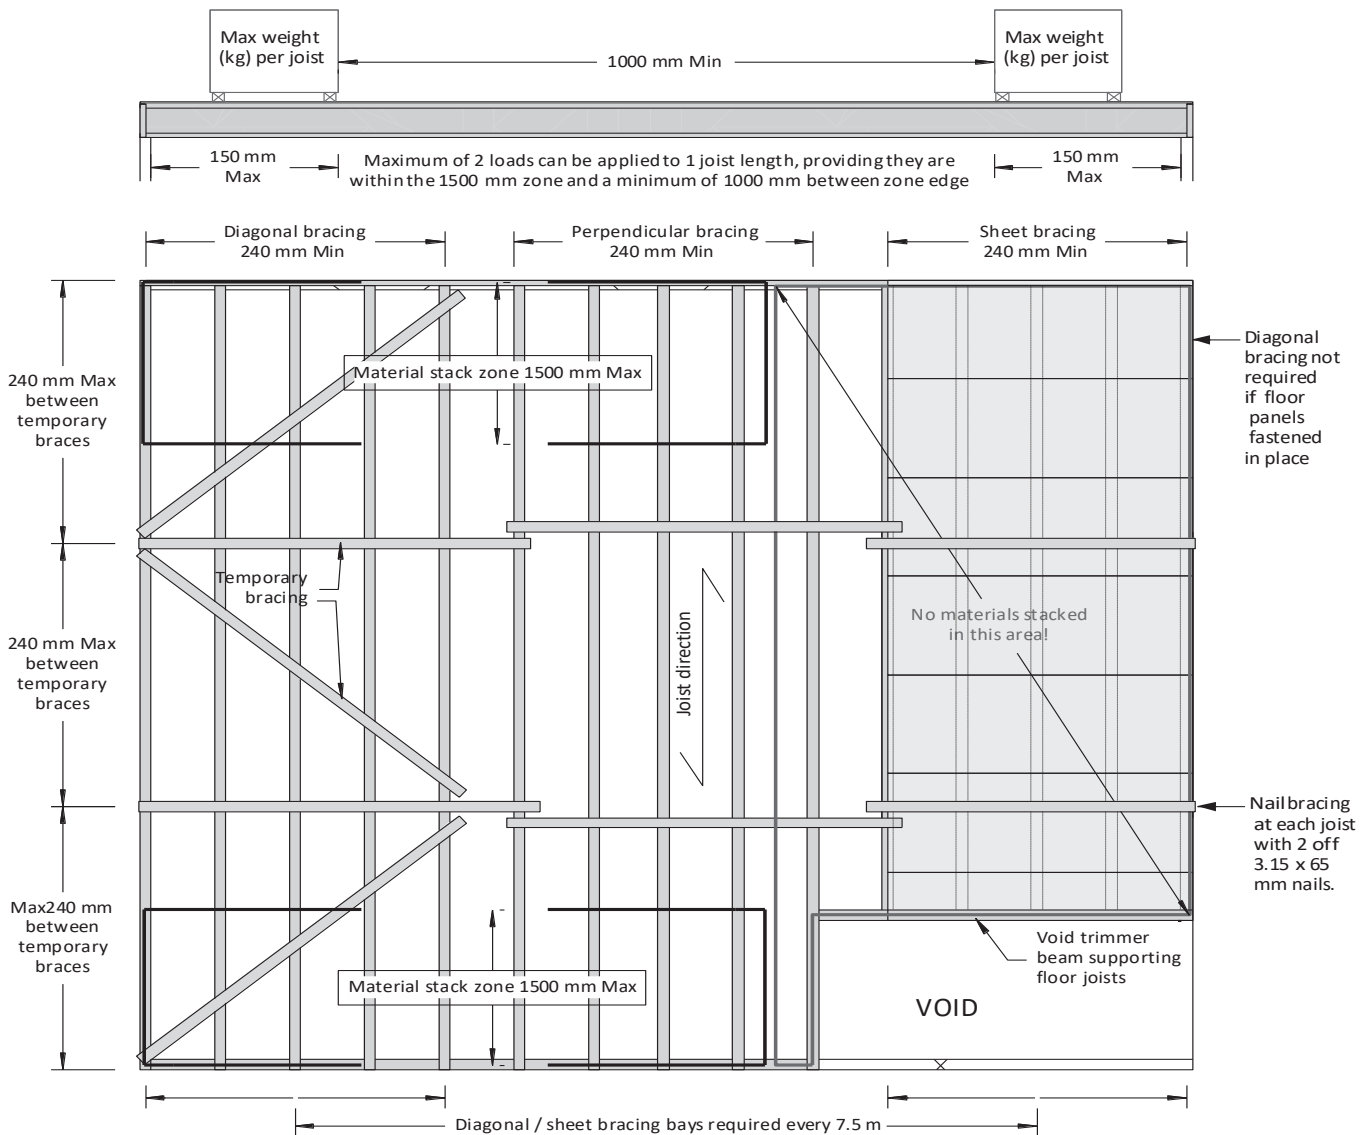 Max weight
(kg) per joist
1000 mm Min
Max weight
(kg) per joist
150 mm
Max
Maximum of 2 loads can be applied to 1 joist length, providing they are
within the 1500 mm zone and a minimum of 1000 mm between zone edge
150 mm
Max
Diagonal bracing
240 mm Min
Perpendicular bracing
240 mm Min
Sheet bracing
240 mm Min
240 mm Max
between
temporary
braces
Material stack zone 1500 mm Max
Diagonal
bracing not
required
if floor
panels
fastened
in place
Temporary
bracing
Joist direction
No materials stacked
in this area!
240 mm Max
between
temporary
braces
Nail bracing
at each joist
with 2 off
3.15 x 65
mm nails.
Max240 mm
between
temporary
braces
Material stack zone 1500 mm Max
Void trimmer
beam supporting
floor joists
VOID
Diagonal / sheet bracing bays required every 7.5 m